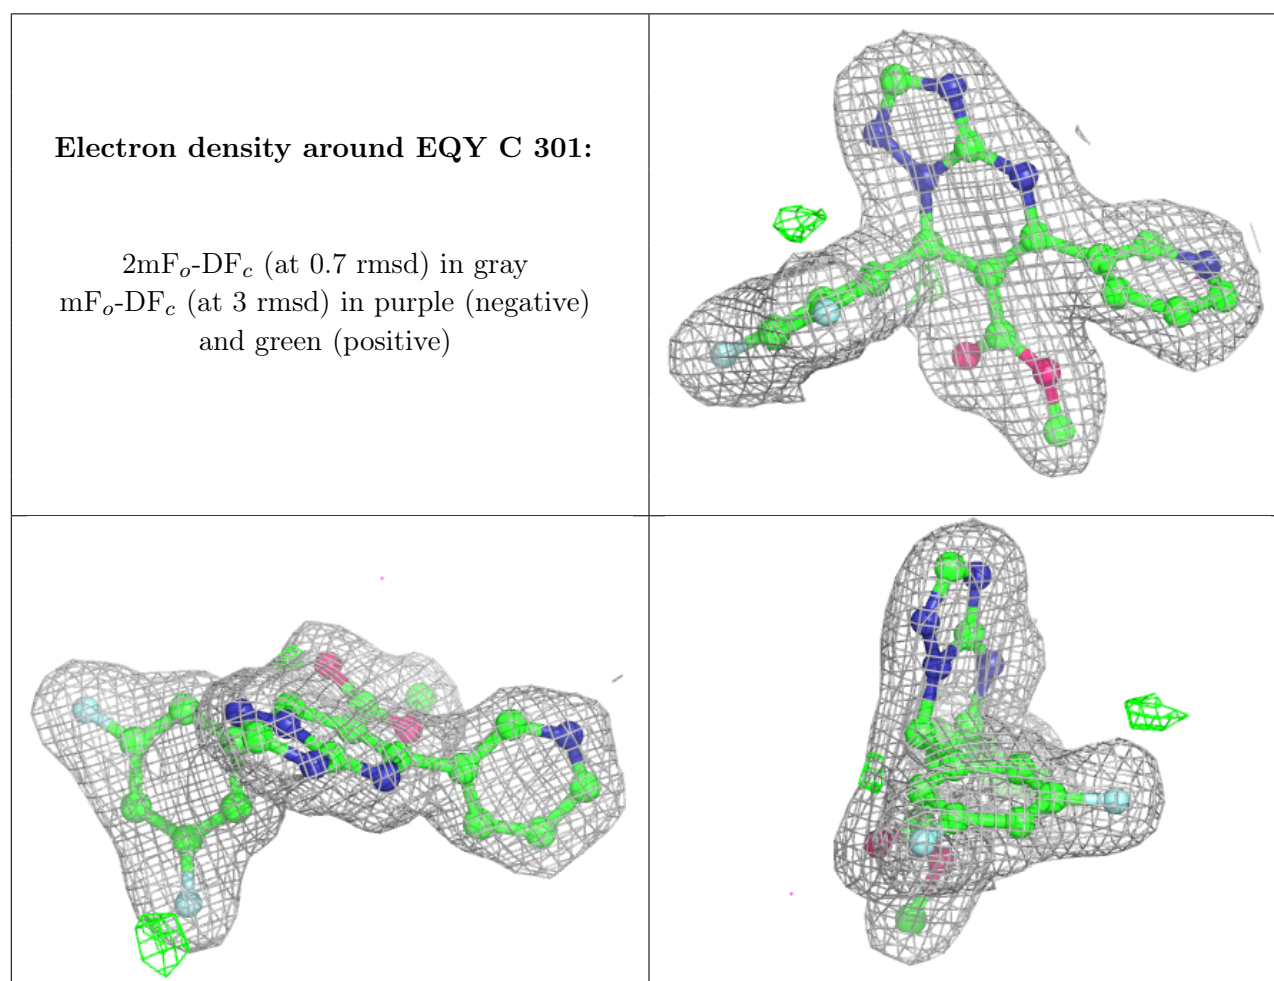 Electron density around EQY C 301:
2mFo-DFc (at 0.7 rmsd) in gray
mFo-DFc (at 3 rmsd) in purple (negative)
and green (positive)